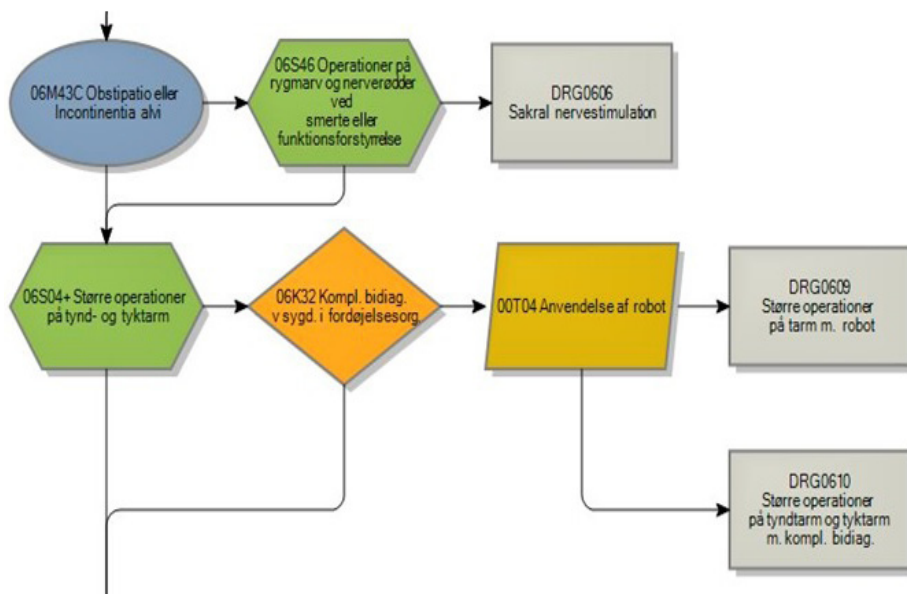 06M43C Obstipatio eller
Incontinentia alvi
06S46 Operationer på
rygmarv og nerverødder
ved
smerte eller
funktionsforstyrrelse
DRG0606
Sakral nervestimulation
06S04+ Større operationer
på tynd- og tyktarm
06K32 Kompl. bidiag.
v sygd. i fordøjelsesorg.
00T04 Anvendelse af robot
DRG0609
Større operationer
på tarm m. robot
DRG0610
Større operationer
på tyndtarm og tyktarm
m. kompl. bidiag.